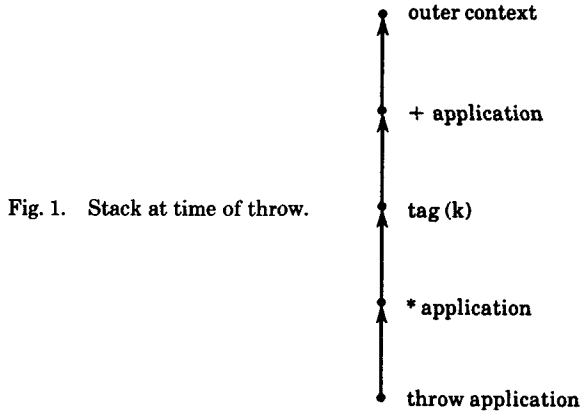 outer context
+ application
Fig. 1. Stack at time of throw.
tag (k)
* application
throw application